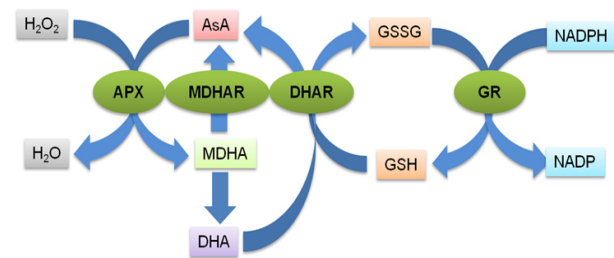 H₂O₂
AsA
GSSG
NADPH
APX
MDHAR
DHAR
GR
H₂O
MDHA
GSH
NADP
DHA